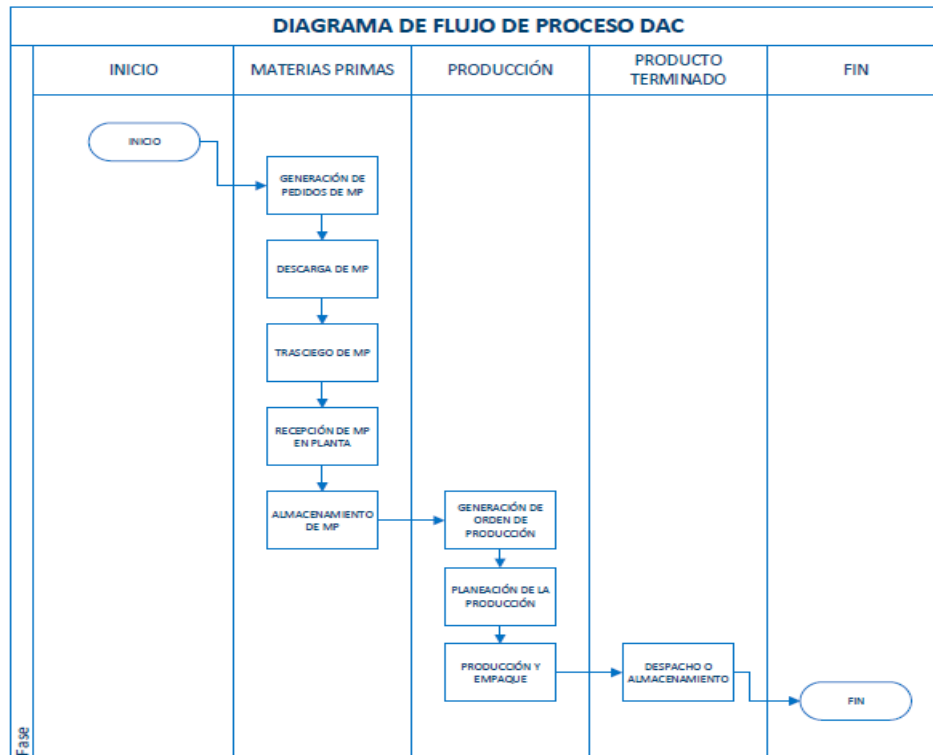 DIAGRAMA DE FLUJO DE PROCESO DAC
INICIO
MATERIAS PRIMAS
PRODUCCIÓN
PRODUCTO
TERMINADO
FIN
INICIO
GENERACIÓN DE
PEDIDOS DE MP
DESCARGA DE MP
TRASCIEGO DE MP
RECEPCIÓN DE MP
EN PLANTA
ALMACENAMIENTO
DE MP
GENERACIÓN DE
ORDEN DE
PRODUCCIÓN
PLANEACIÓN DE LA
PRODUCCIÓN
PRODUCCIÓN Y
EMPAQUE
DESPACHO O
ALMACENAMIENTO
FIN
Fase